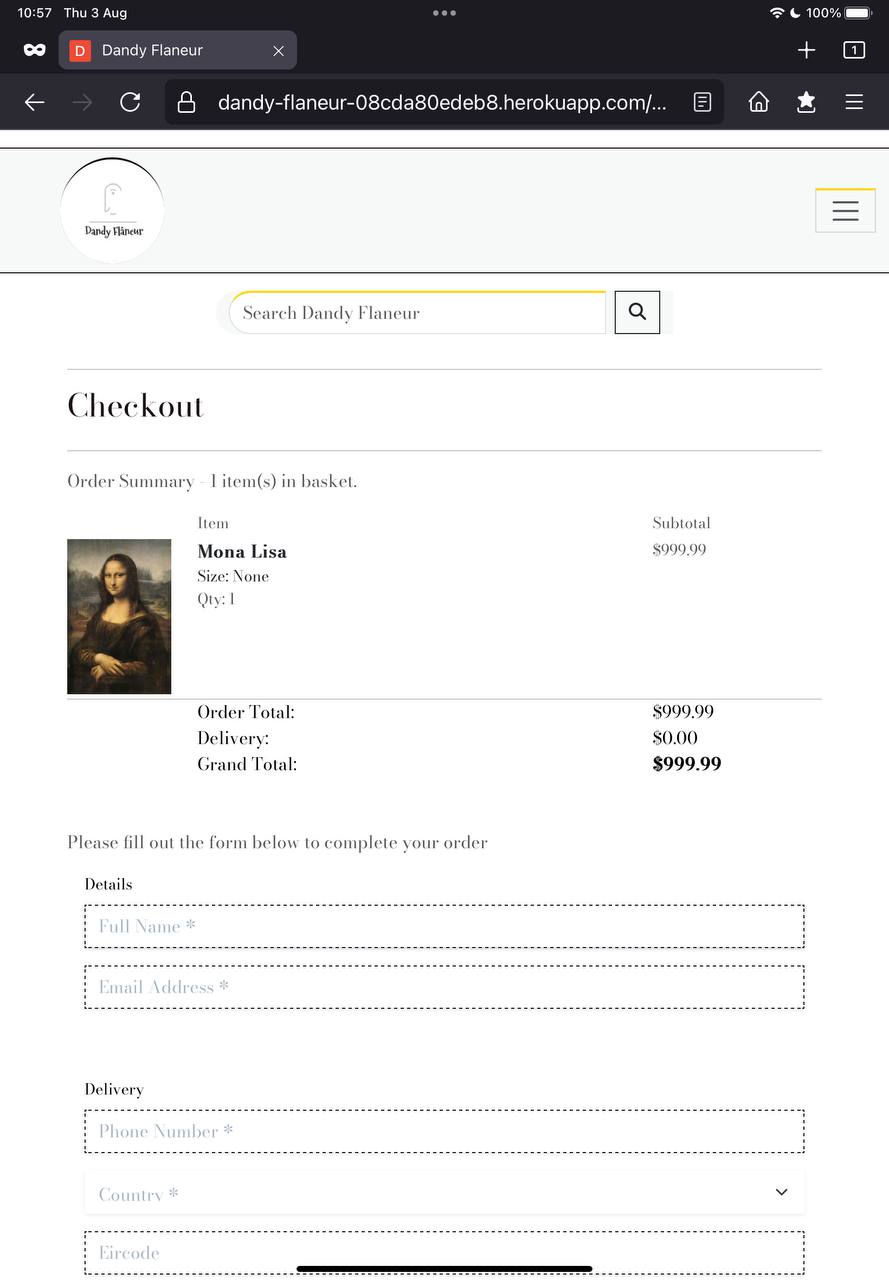 10:57 Thu 3 Aug
100%
D Dandy Flaneur
1
dandy-flaneur-08cda80edeb8.herokuapp.com/...
Dandy Flâneur
Search Dandy Flaneur
Checkout
Order Summary - 1 item(s) in basket.
Item Subtotal
Mona Lisa $999.99
Size: None
Qty: 1
Order Total: $999.99
Delivery: $0.00
Grand Total: $999.99
Please fill out the form below to complete your order
Details
Full Name *
Email Address *
Delivery
Phone Number *
Country *
Eircode